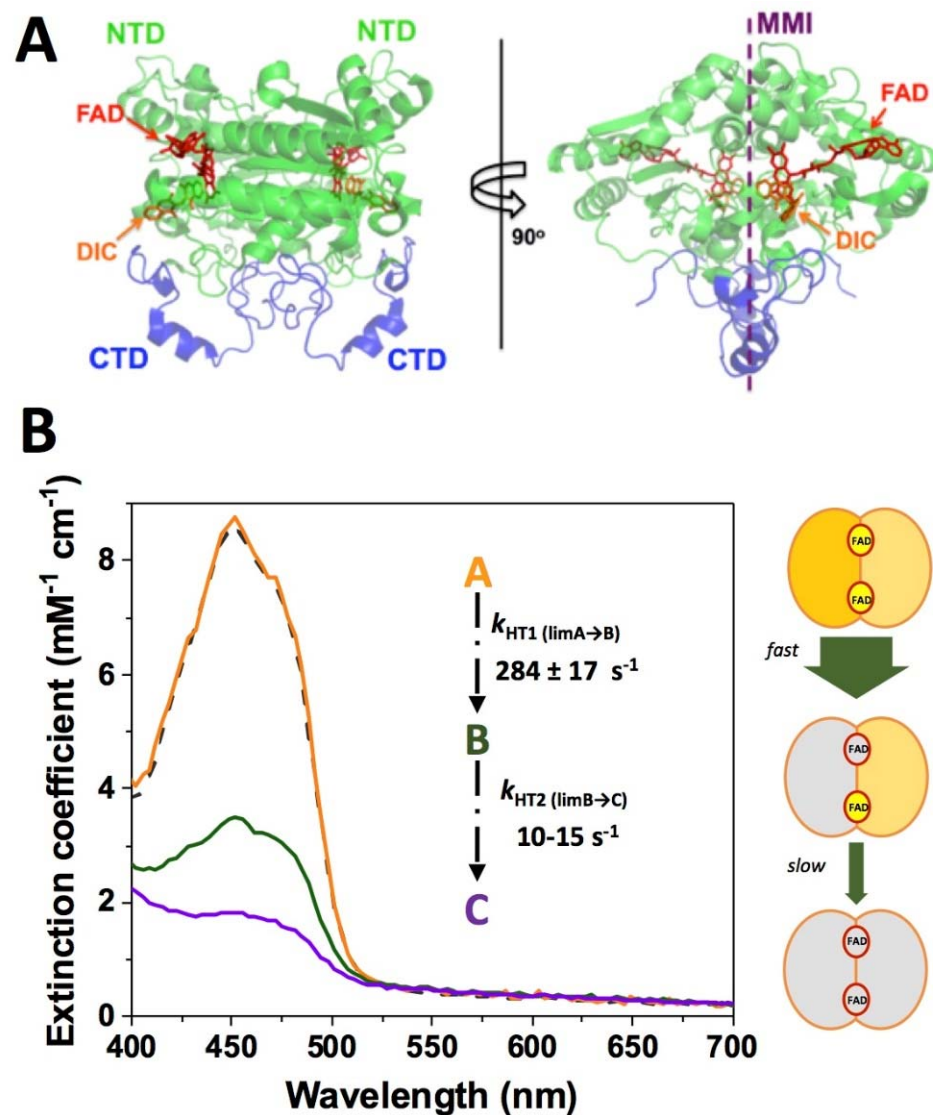 A
NTD
NTD
FAD
DIC
CTD
CTD
90°
MMI
FAD
DIC
B
Extinction coefficient (mM⁻¹ cm⁻¹)
8
6
4
2
0
400
450
500
550
600
650
700
Wavelength (nm)
A
kHT1 (limA→B)
284 ± 17 s⁻¹
B
kHT2 (limB→C)
10-15 s⁻¹
C
FAD
FAD
fast
FAD
FAD
slow
FAD
FAD